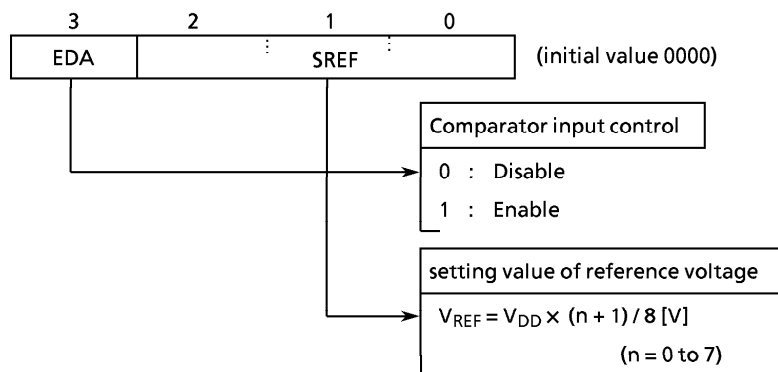 3 2 1 0
EDA SREF (initial value 0000)
Comparator input control
0 : Disable
1 : Enable
setting value of reference voltage
VREF = VDD × (n + 1) / 8 [V]
(n = 0 to 7)